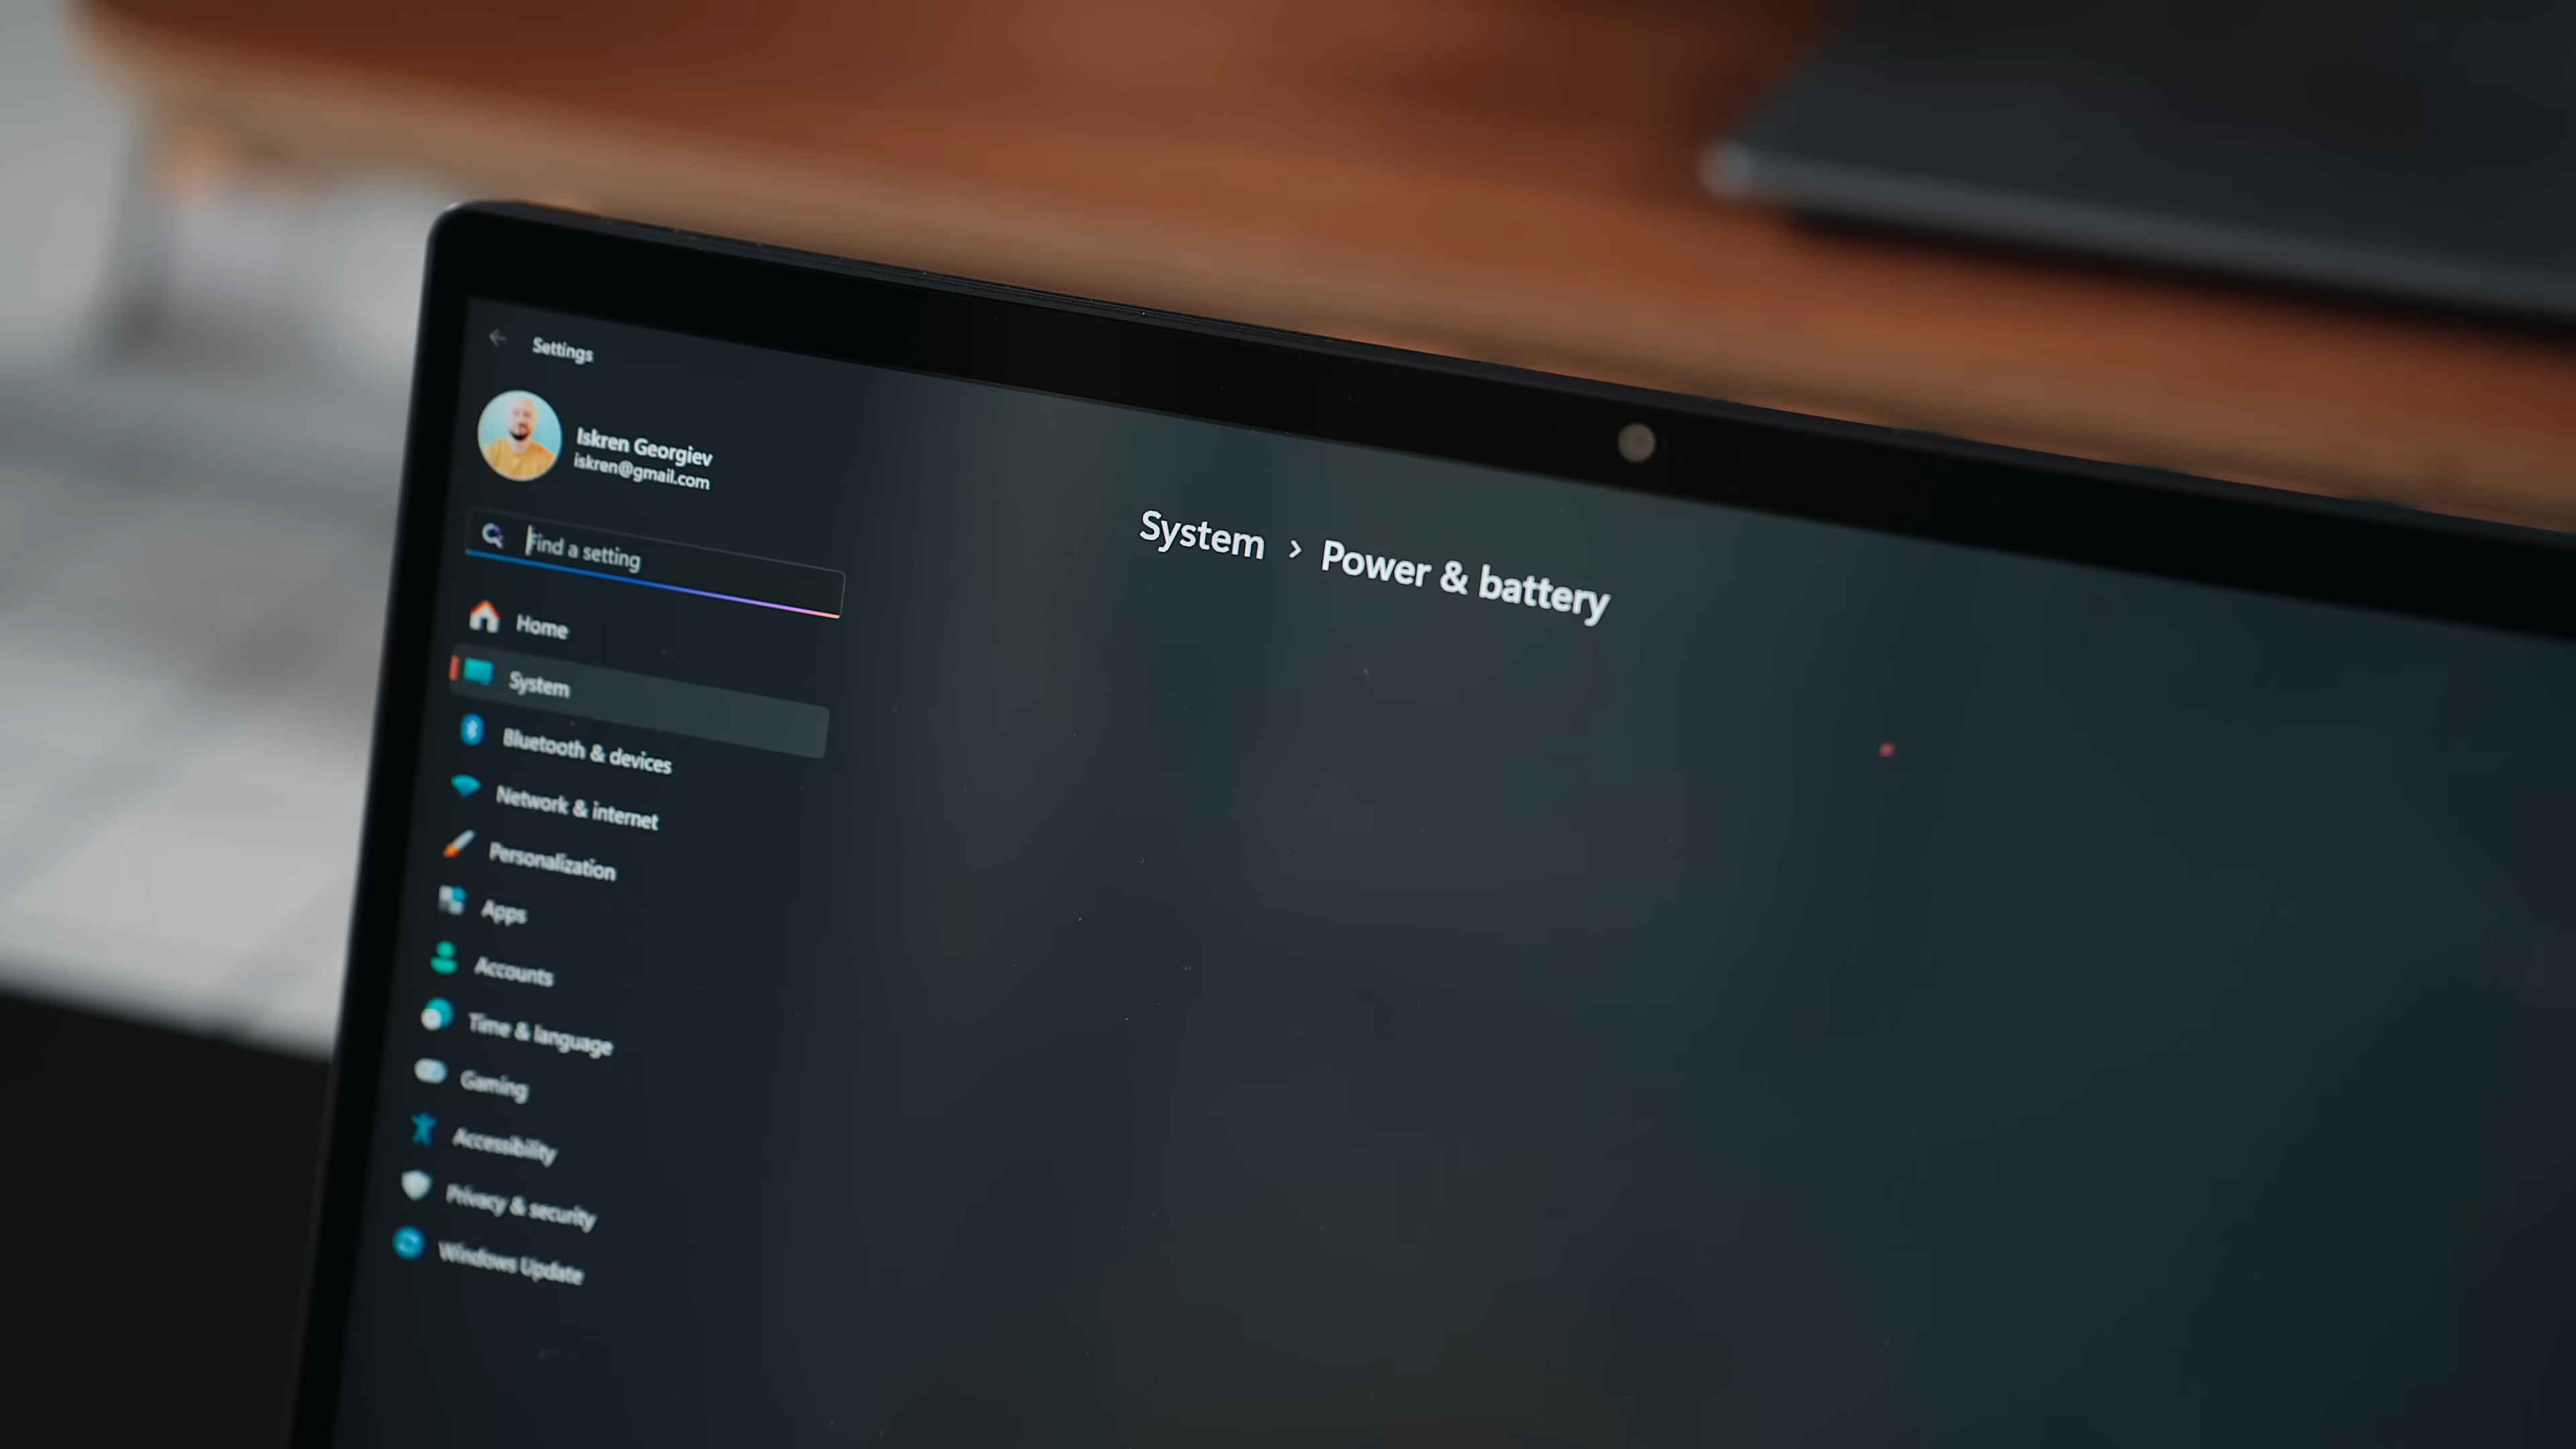 Settings
Iskren Georgiev
iskren@gmail.com
Find a setting
Home
System
Bluetooth & devices
Network & internet
Personalization
Apps
Accounts
Time & language
Gaming
Accessibility
Privacy & security
Windows Update
System > Power & battery